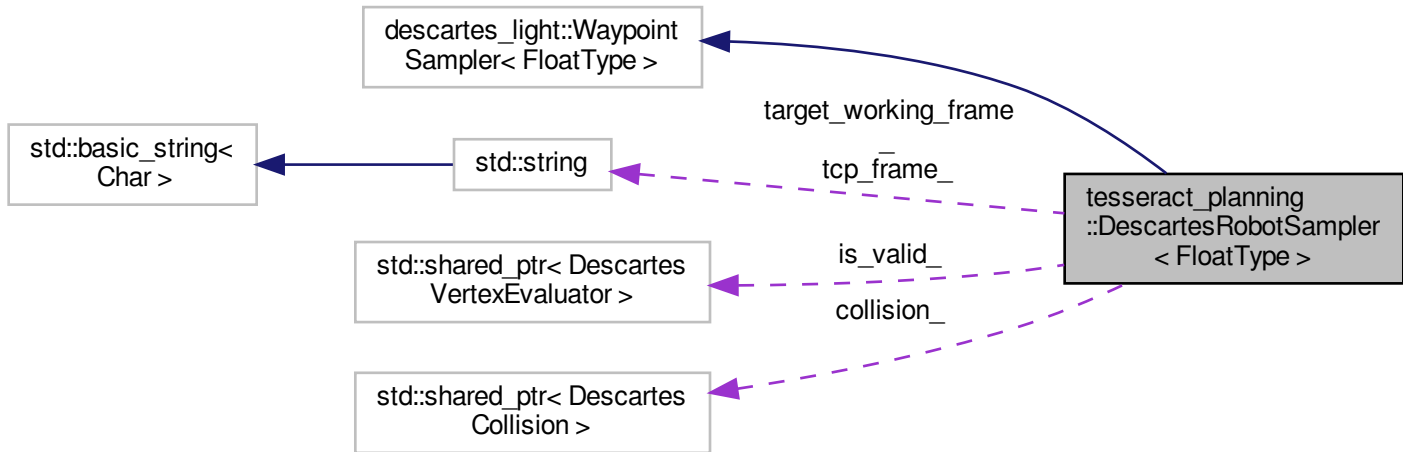 descartes_light::Waypoint
Sampler< FloatType >
target_working_frame
_
tcp_frame_
std::basic_string<
Char >
std::string
tesseract_planning
::DescartesRobotSampler
< FloatType >
std::shared_ptr< Descartes
VertexEvaluator >
is_valid_
collision_
std::shared_ptr< Descartes
Collision >